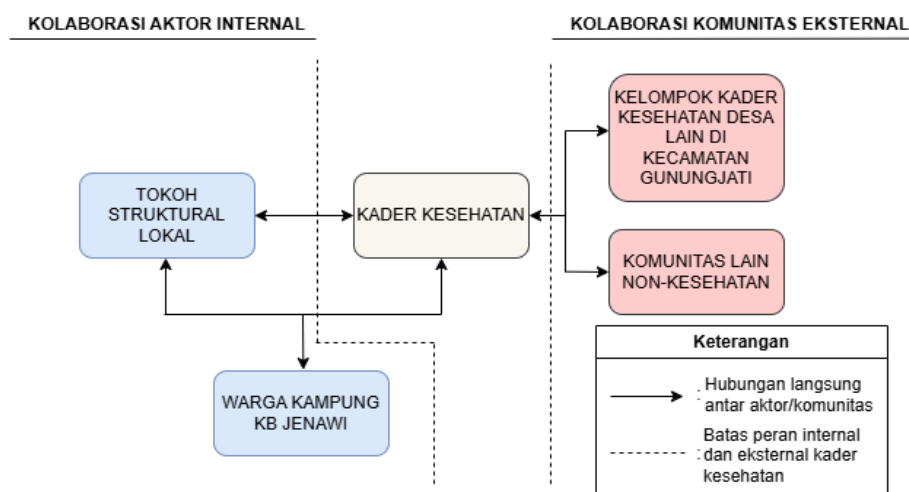 KOLABORASI AKTOR INTERNAL
KOLABORASI KOMUNITAS EKSTERNAL
TOKOH
STRUKTURAL
LOKAL
KADER KESEHATAN
KELOMPOK KADER
KESEHATAN DESA
LAIN DI
KECAMATAN
GUNUNGJATI
KOMUNITAS LAIN
NON-KESEHATAN
WARGA KAMPUNG
KB JENAWI
Keterangan
: Hubungan langsung
antar aktor/komunitas
Batas peran internal
: dan eksternal kader
kesehatan